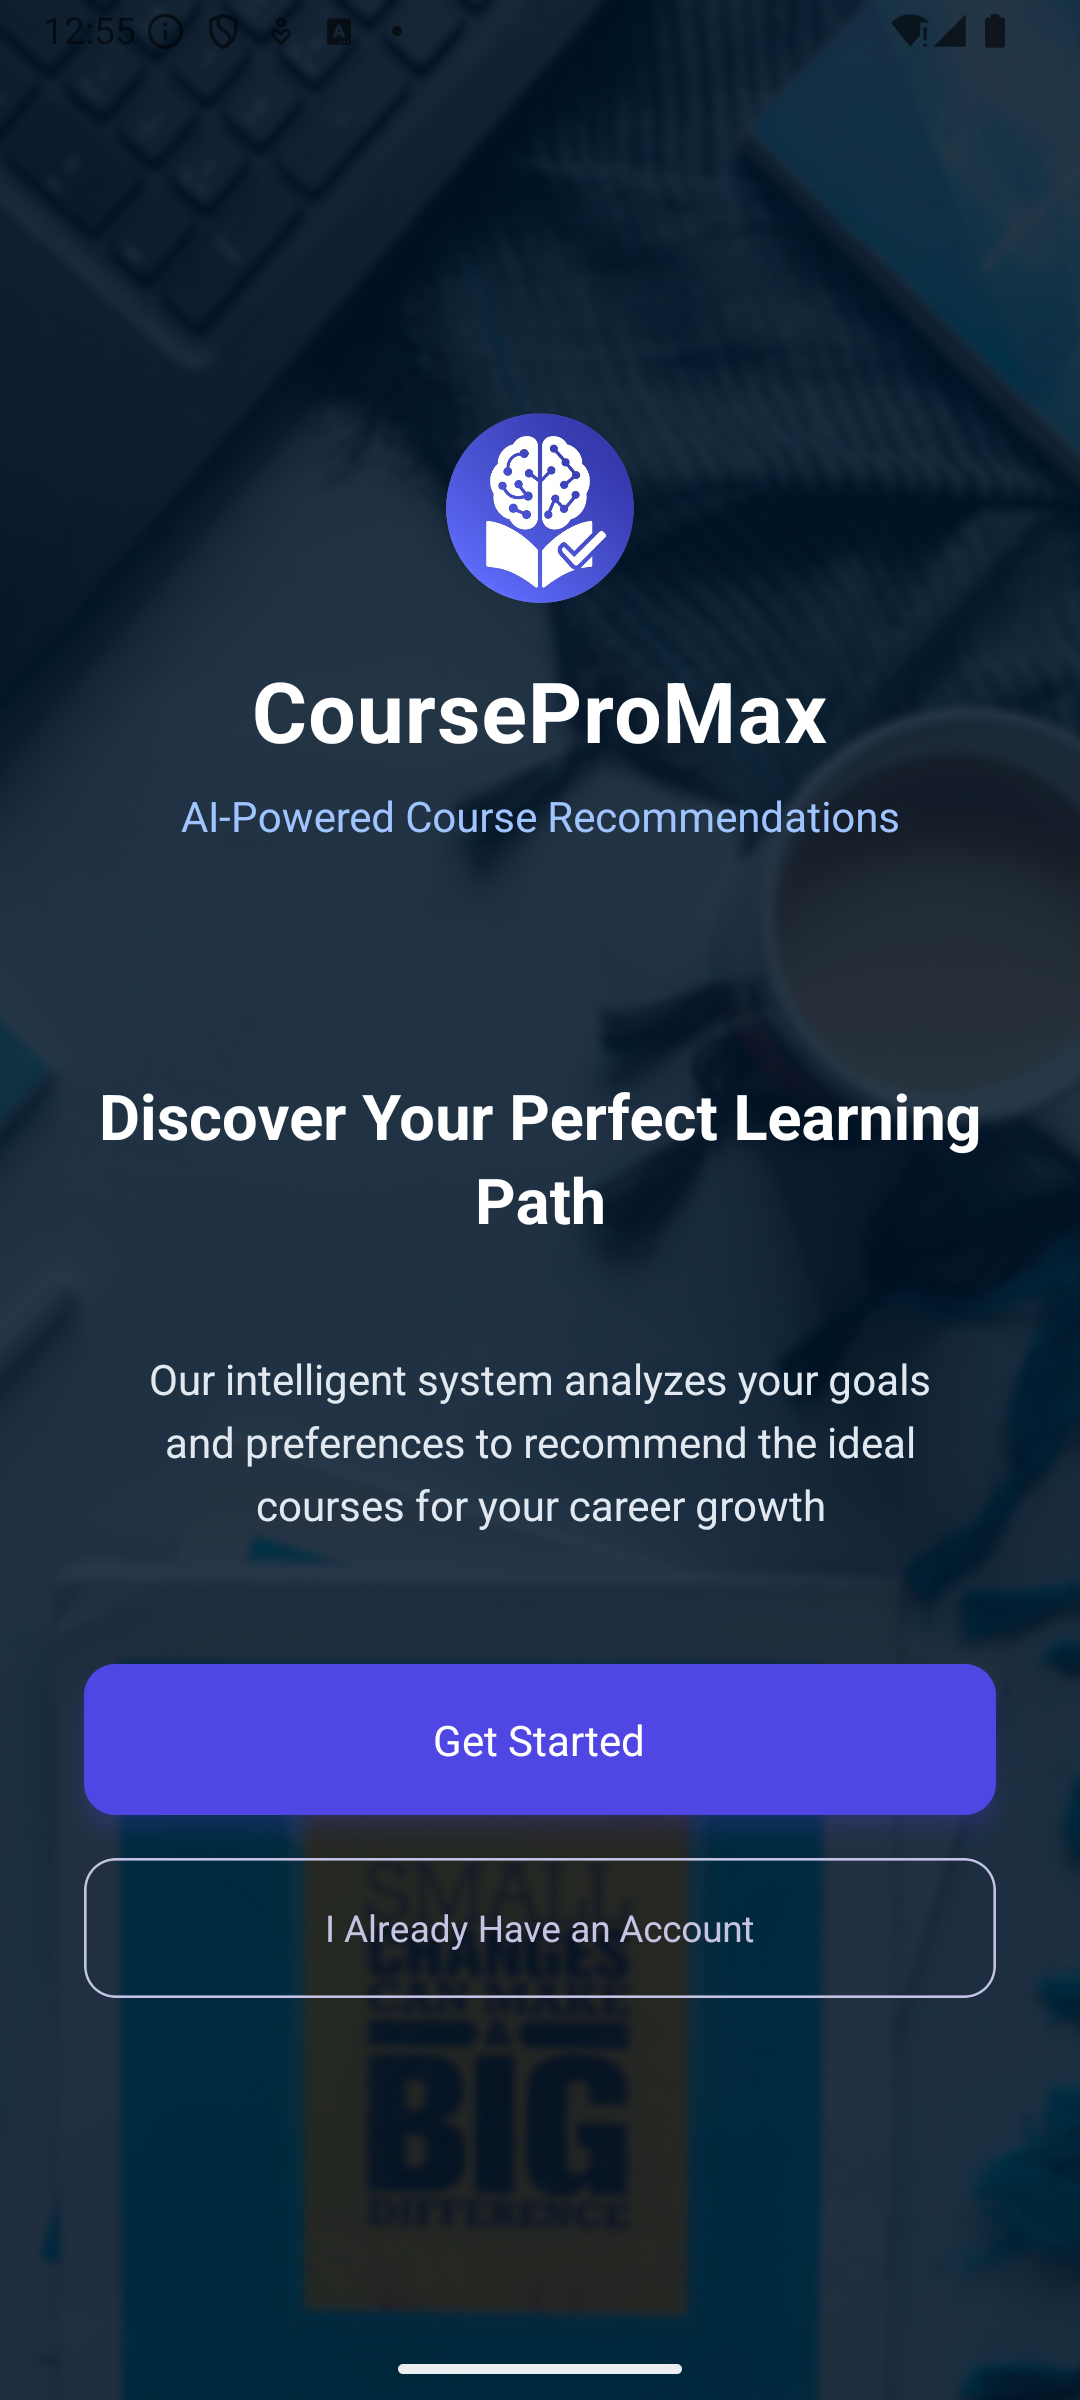 12:55
CourseProMax
AI-Powered Course Recommendations
Discover Your Perfect Learning
Path
Our intelligent system analyzes your goals
and preferences to recommend the ideal
courses for your career growth
Get Started
I Already Have an Account
SMALL
CHANGES
CAN MAKE
A
BIG
DIFFERENCE